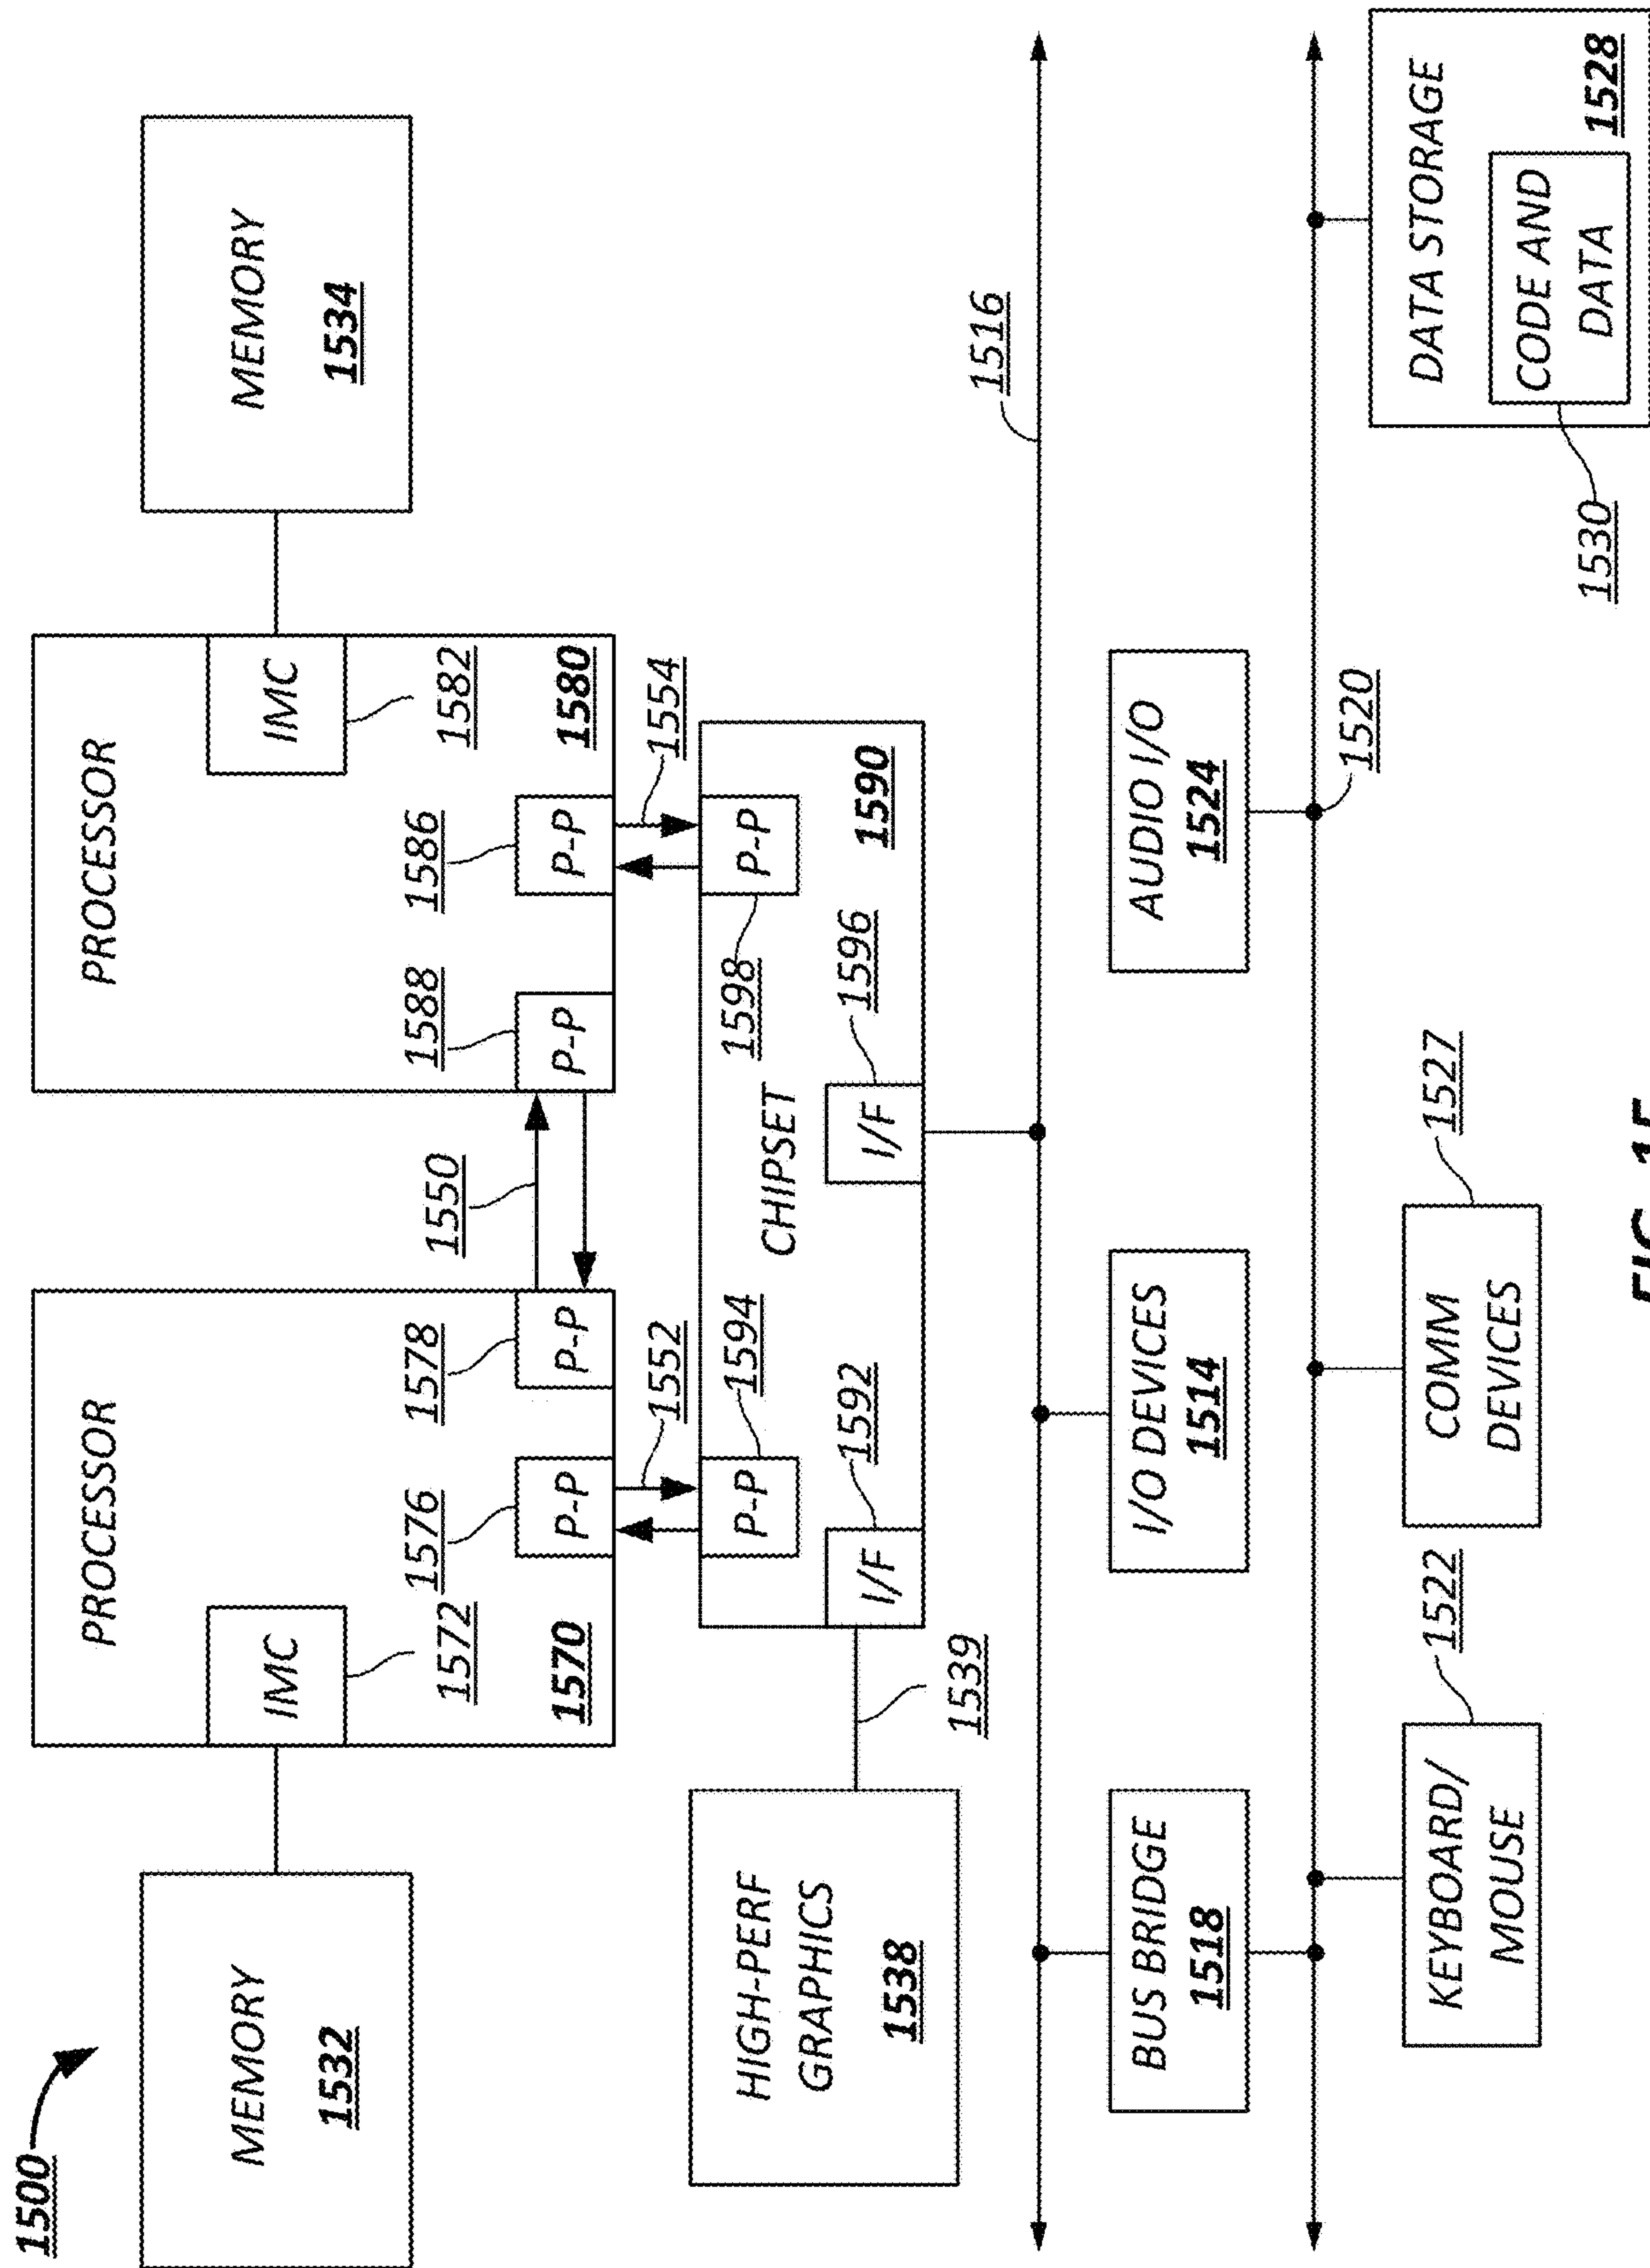 1500
MEMORY
1532
PROCESSOR
IMC
1572
1570
1576
P-P
1578
P-P
1550
PROCESSOR
1588
P-P
1586
P-P
IMC
1582
1580
MEMORY
1534
1552
1554
HIGH-PERF
GRAPHICS
1538
1539
P-P
1594
I/F
1592
CHIPSET
P-P
1598
I/F
1596
1590
1516
BUS BRIDGE
1518
I/O DEVICES
1514
AUDIO I/O
1524
1520
KEYBOARD/
MOUSE
1522
COMM
DEVICES
1527
DATA STORAGE
CODE AND
DATA
1528
1530